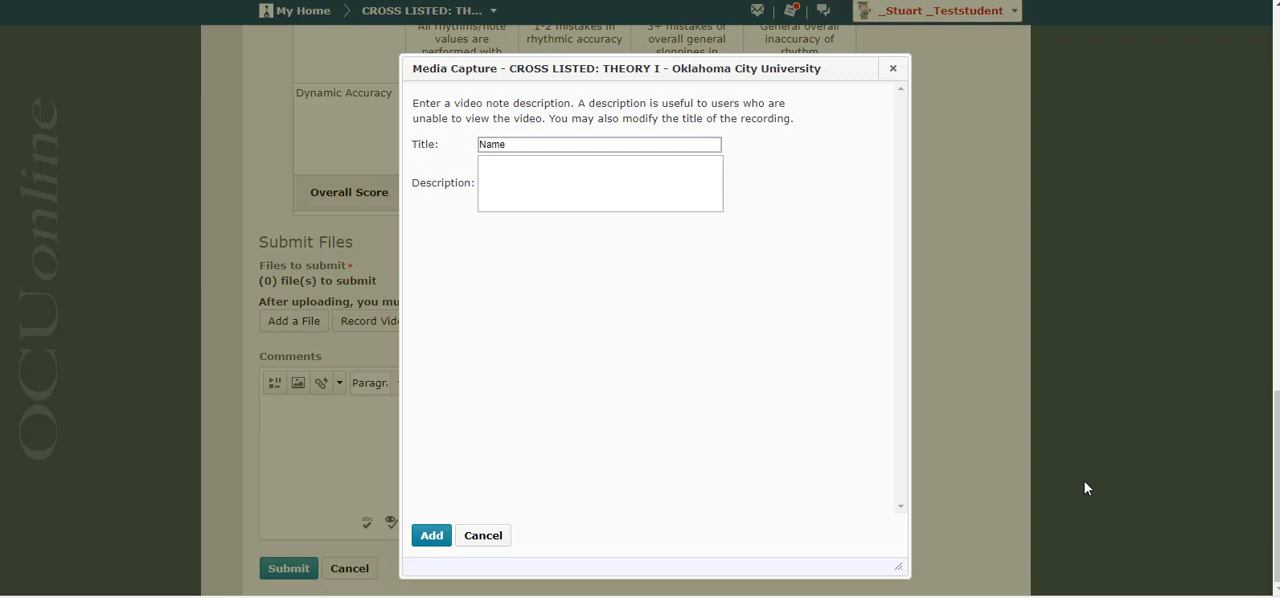 My Home
CROSS LISTED: TH...
_Stuart _Teststudent
All rhythms/note
values are
performed with
1-2 mistakes in
rhythmic accuracy
3+ mistakes or
overall general
sloppiness in
General overall
inaccuracy of
rhythm
Media Capture - CROSS LISTED: THEORY I - Oklahoma City University
Enter a video note description. A description is useful to users who are
unable to view the video. You may also modify the title of the recording.
Title:
Name
Description:
Dynamic Accuracy
Overall Score
Submit Files
Files to submit*
(0) file(s) to submit
After uploading, you mu
Add a File
Record Vide
Comments
Paragr.
abc
Add
Cancel
Submit
Cancel
OCUonline